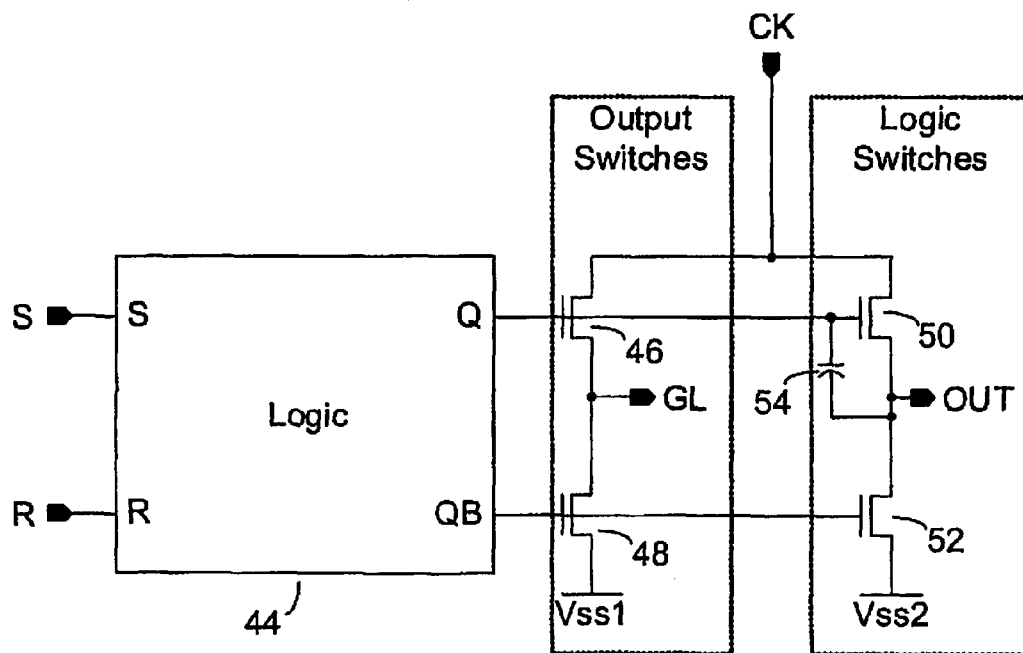 CK
Output
Switches
Logic
Switches
S
S
Q
46
50
54
GL
OUT
Logic
R
R
QB
48
52
Vss1
Vss2
44